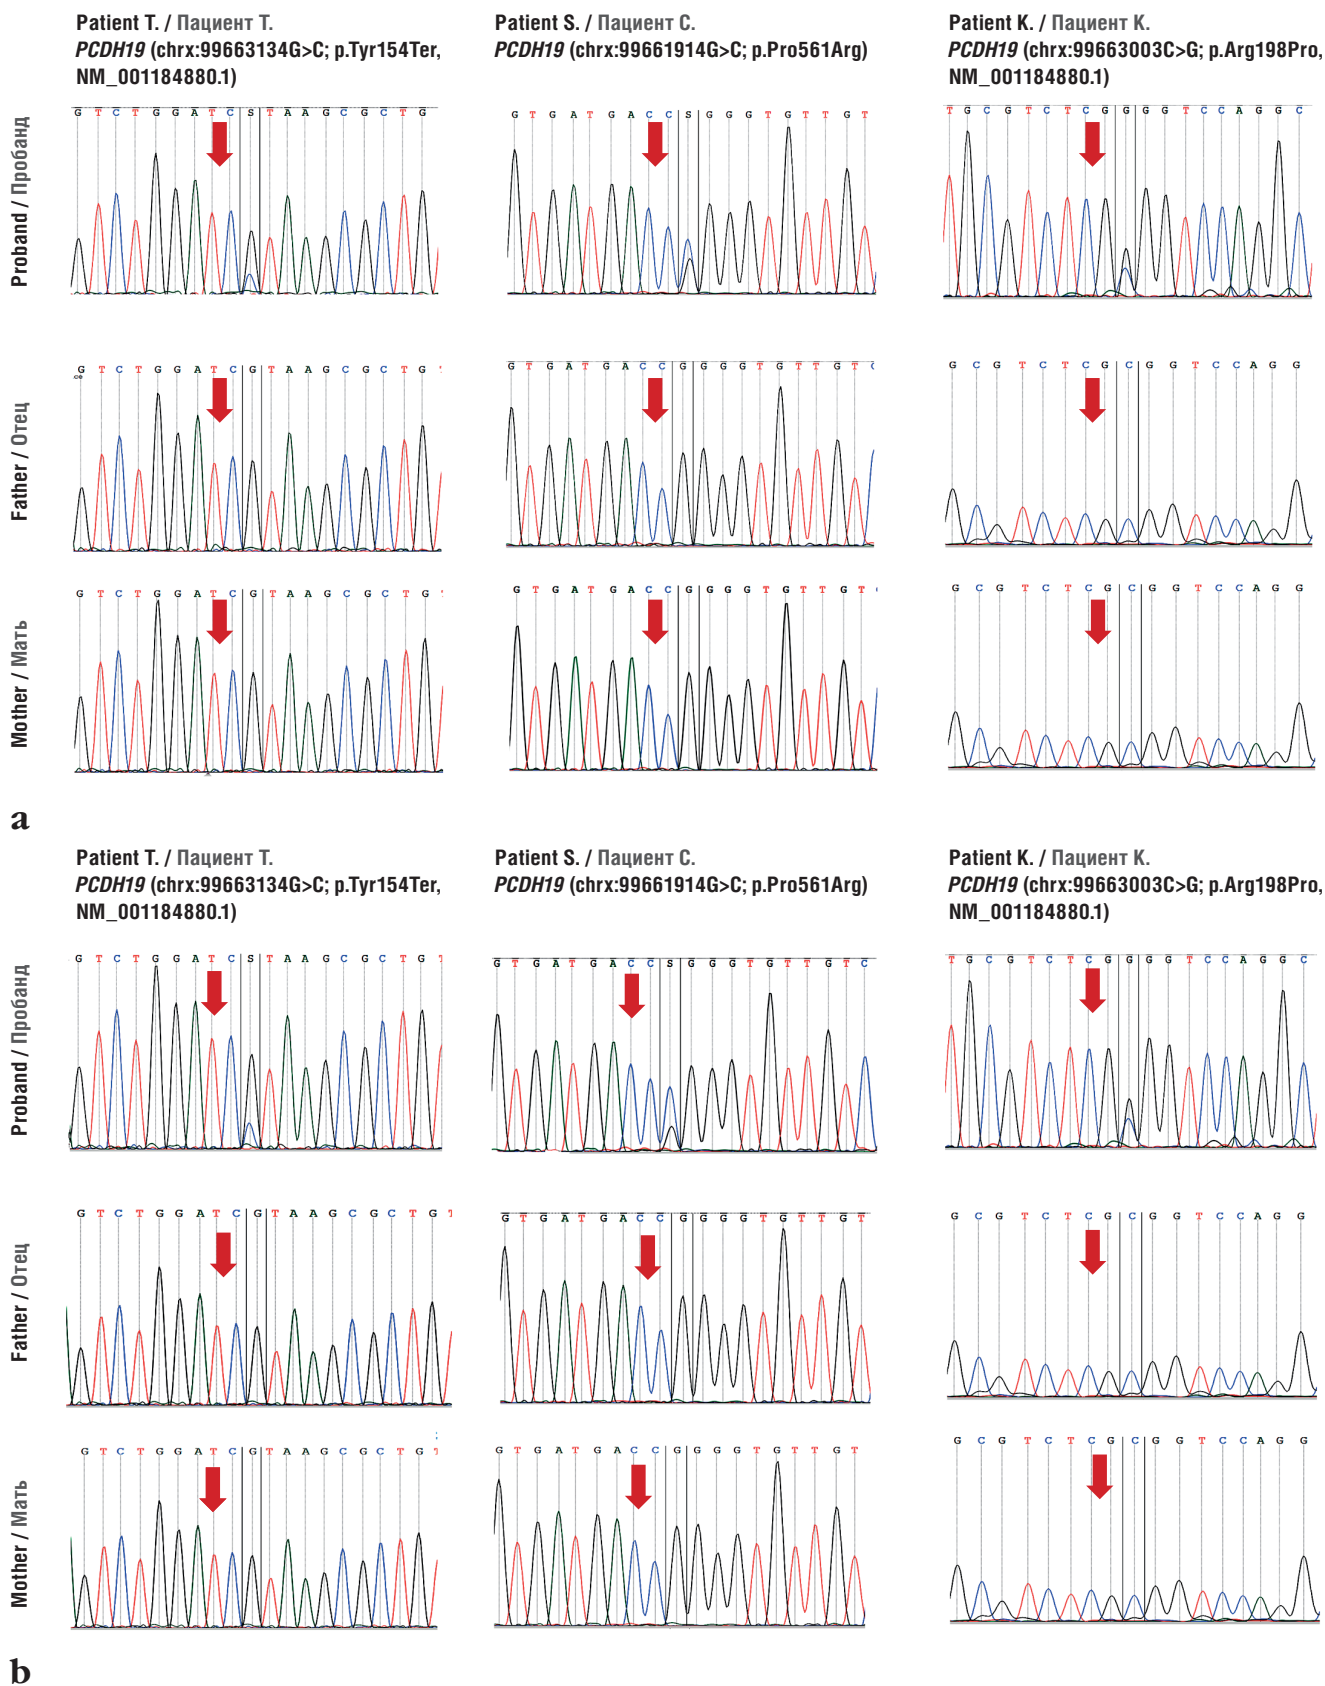 Patient T. / Пациент Т.
PCDH19 (chrx:99663134G>C; p.Tyr154Ter,
NM_001184880.1)
Patient S. / Пациент С.
PCDH19 (chrx:99661914G>C; p.Pro561Arg)
Patient K. / Пациент К.
PCDH19 (chrx:99663003C>G; p.Arg198Pro,
NM_001184880.1)
Proband / Пробанд
G T C T G G A T C S T A A G C G C T G
G T G A T G A C C S G G G T G T T G T
T G C G T C T C G G G G T C C A G G C
Father / Отец
G T C T G G A T C G T A A G C G C T G T
G T G A T G A C C G G G G T G T T G T C
G C G T C T C G C G G T C C A G G
Mother / Мать
G T C T G G A T C G T A A G C G C T G T
G T G A T G A C C G G G G T G T T G T
G C G T C T C G C G G T C C A G G
a
Patient T. / Пациент Т.
PCDH19 (chrx:99663134G>C; p.Tyr154Ter,
NM_001184880.1)
Patient S. / Пациент С.
PCDH19 (chrx:99661914G>C; p.Pro561Arg)
Patient K. / Пациент К.
PCDH19 (chrx:99663003C>G; p.Arg198Pro,
NM_001184880.1)
Proband / Пробанд
G T C T G G A T C S T A A G C G C T G T
G T G A T G A C C S G G G T G T T G T C
T G C G T C T C G G G G T C C A G G C
Father / Отец
G T C T G G A T C G T A A G C G C T G T
G T G A T G A C C G G G G T G T T G T
G C G T C T C G C G G T C C A G G
Mother / Мать
G T C T G G A T C G T A A G C G C T G T
G T G A T G A C C G G G G T G T T G T
G C G T C T C G C G G T C C A G G
b